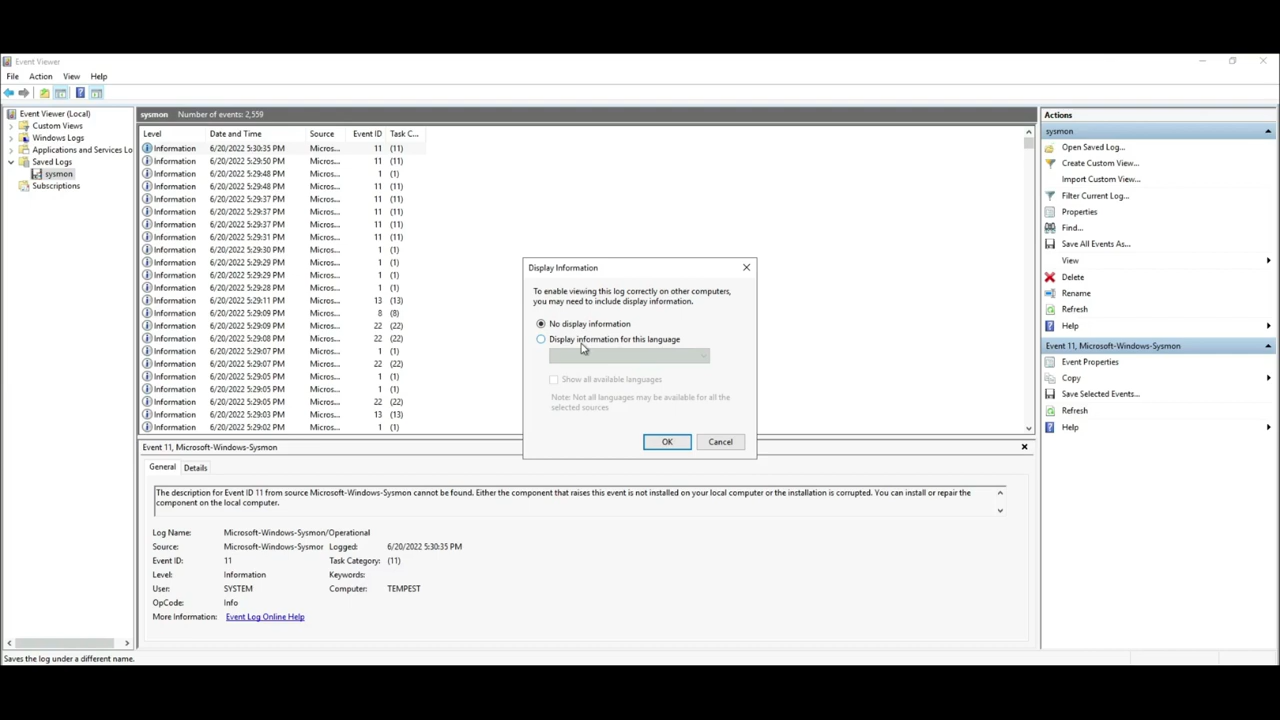 Event Viewer
File Action View Help
Event Viewer (Local)
Custom Views
Windows Logs
Applications and Services Lo
Saved Logs
sysmon
Subscriptions
sysmon Number of events: 2,559
Level Date and Time Source Event ID Task C...
Information 6/20/2022 5:30:35 PM Micros... 11 (11)
Information 6/20/2022 5:29:50 PM Micros... 11 (11)
Information 6/20/2022 5:29:48 PM Micros... 1 (1)
Information 6/20/2022 5:29:48 PM Micros... 11 (11)
Information 6/20/2022 5:29:37 PM Micros... 11 (11)
Information 6/20/2022 5:29:37 PM Micros... 11 (11)
Information 6/20/2022 5:29:37 PM Micros... 11 (11)
Information 6/20/2022 5:29:31 PM Micros... 11 (11)
Information 6/20/2022 5:29:30 PM Micros... 1 (1)
Information 6/20/2022 5:29:29 PM Micros... 1 (1)
Information 6/20/2022 5:29:29 PM Micros... 1 (1)
Information 6/20/2022 5:29:28 PM Micros... 1 (1)
Information 6/20/2022 5:29:11 PM Micros... 13 (13)
Information 6/20/2022 5:29:09 PM Micros... 8 (8)
Information 6/20/2022 5:29:09 PM Micros... 22 (22)
Information 6/20/2022 5:29:08 PM Micros... 22 (22)
Information 6/20/2022 5:29:07 PM Micros... 1 (1)
Information 6/20/2022 5:29:07 PM Micros... 22 (22)
Information 6/20/2022 5:29:05 PM Micros... 1 (1)
Information 6/20/2022 5:29:05 PM Micros... 1 (1)
Information 6/20/2022 5:29:05 PM Micros... 22 (22)
Information 6/20/2022 5:29:03 PM Micros... 13 (13)
Information 6/20/2022 5:29:02 PM Micros... 1 (1)
Display Information
To enable viewing this log correctly on other computers,
you may need to include display information.
No display information
Display information for this language
Show all available languages
Note: Not all languages may be available for all the
selected sources
OK Cancel
Event 11, Microsoft-Windows-Sysmon
General Details
The description for Event ID 11 from source Microsoft-Windows-Sysmon cannot be found. Either the component that raises this event is not installed on your local computer or the installation is corrupted. You can install or repair the
component on the local computer.
Log Name: Microsoft-Windows-Sysmon/Operational
Source: Microsoft-Windows-Sysmor Logged: 6/20/2022 5:30:35 PM
Event ID: 11 Task Category: (11)
Level: Information Keywords:
User: SYSTEM Computer: TEMPEST
OpCode: Info
More Information: Event Log Online Help
Actions
sysmon
Open Saved Log...
Create Custom View...
Import Custom View...
Filter Current Log...
Properties
Find...
Save All Events As...
View
Delete
Rename
Refresh
Help
Event 11, Microsoft-Windows-Sysmon
Event Properties
Copy
Save Selected Events...
Refresh
Help
Saves the log under a different name.